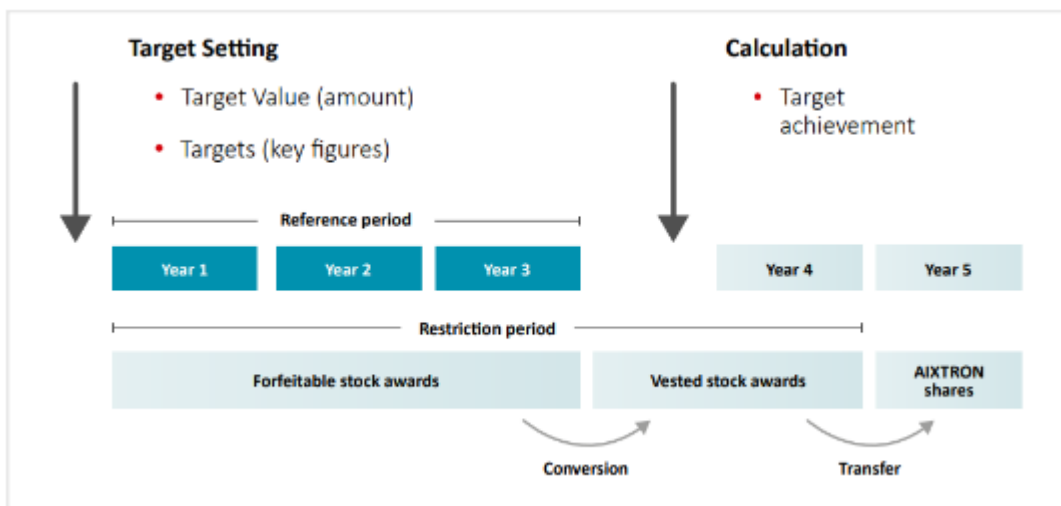 Target Setting
• Target Value (amount)
• Targets (key figures)
Calculation
• Target
achievement
Reference period
Year 1
Year 2
Year 3
Year 4
Year 5
Restriction period
Forfeitable stock awards
Vested stock awards
AIXTRON
shares
Conversion
Transfer